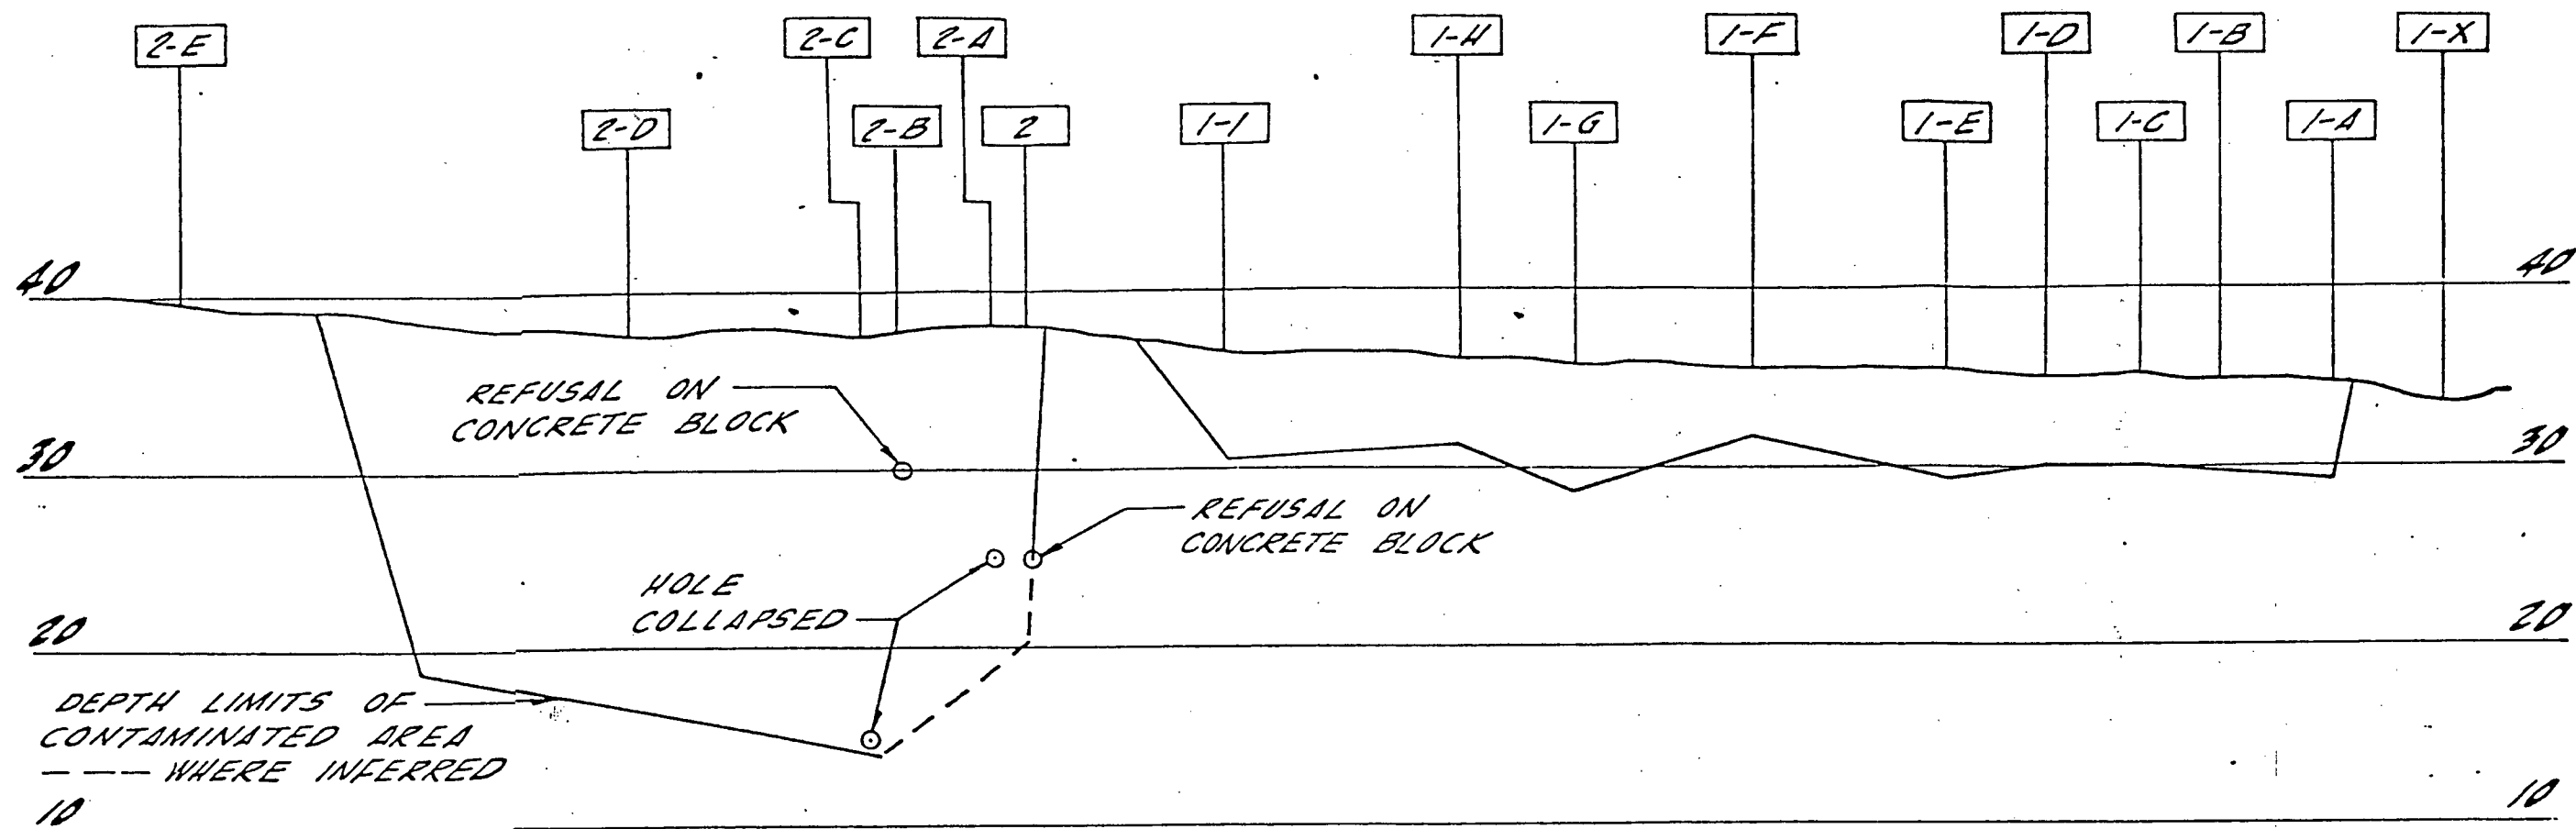 2-E
2-C
2-A
1-H
1-F
1-D
1-B
1-X
2-D
2-B
2
1-I
1-G
1-E
1-C
1-A
40
40
REFUSAL ON
CONCRETE BLOCK
30
30
REFUSAL ON
CONCRETE BLOCK
HOLE
COLLAPSED
20
20
DEPTH LIMITS OF
CONTAMINATED AREA
--- WHERE INFERRED
10
10